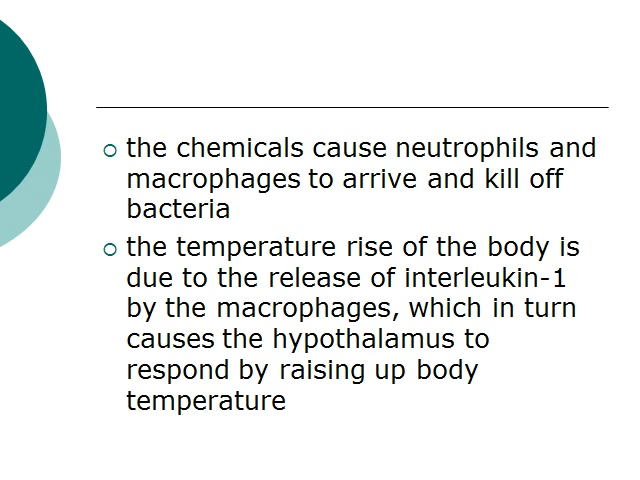 the chemicals cause neutrophils and
macrophages to arrive and kill off
bacteria
the temperature rise of the body is
due to the release of interleukin-1
by the macrophages, which in turn
causes the hypothalamus to
respond by raising up body
temperature